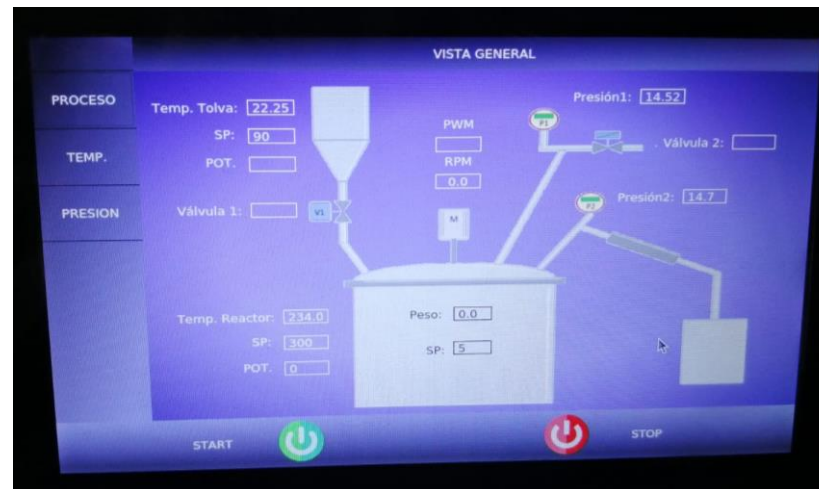 VISTA GENERAL
PROCESO
TEMP.
PRESION
Temp. Tolva: 22.25
SP: 90
POT.
Válvula 1:
V1
PWM
RPM
0.0
M
Presión1: 14.52
P1
. Válvula 2:
Presión2: 14.7
P2
Temp. Reactor: 234.0
SP: 300
POT. 0
Peso: 0.0
SP: 5
START
STOP